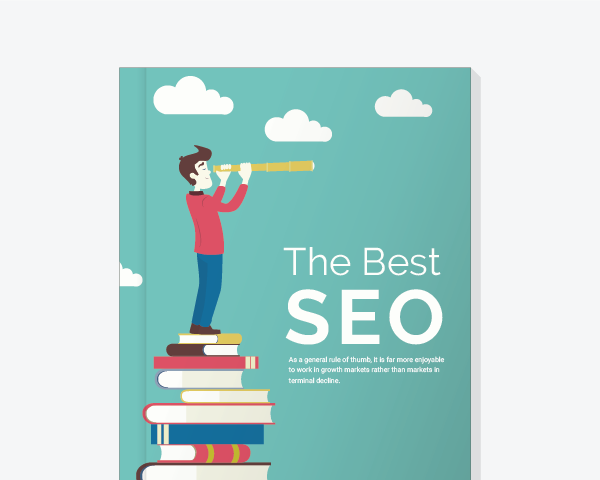 The Best
SEO
As a general rule of thumb, it is far more enjoyable
to work in growth markets rather than markets in
terminal decline.